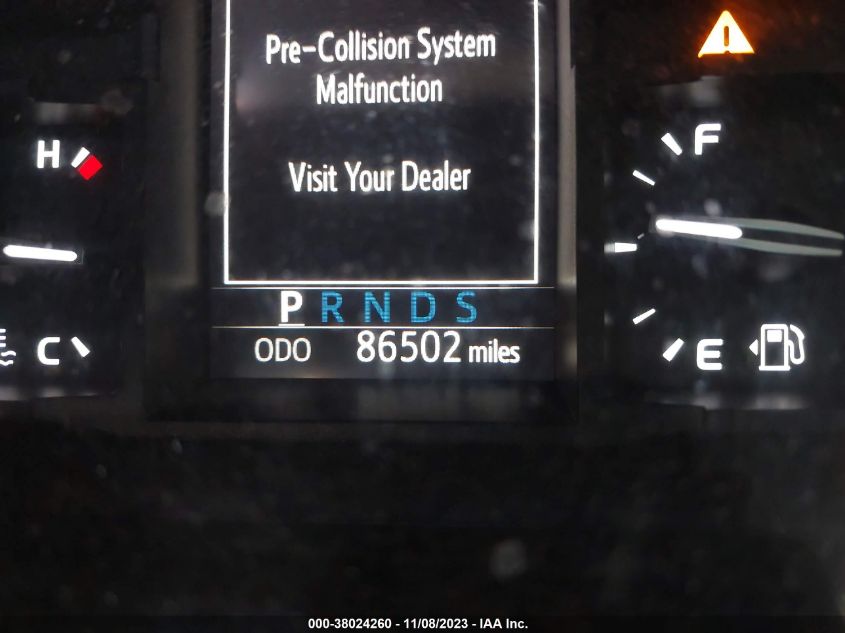 Pre-Collision System
Malfunction
Visit Your Dealer
H
F
P R N D S
C
ODO 86502 miles
E
000-38024260 - 11/08/2023 - IAA Inc.